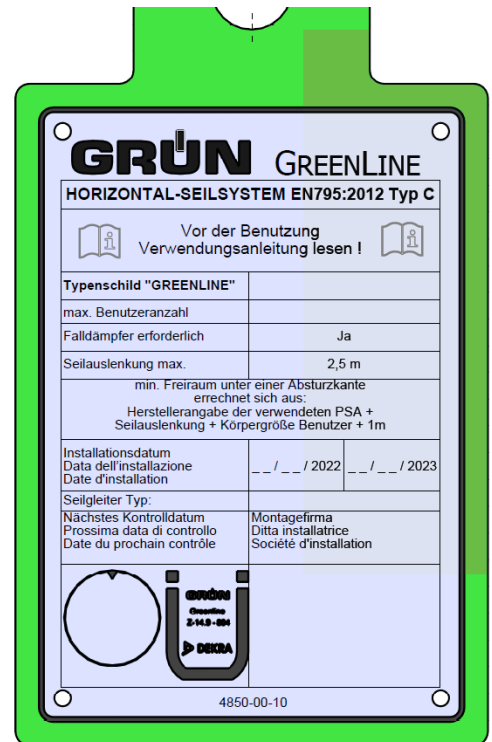 GRÜN GREENLINE
HORIZONTAL-SEILSYSTEM EN795:2012 Typ C
Vor der Benutzung
Verwendungsanleitung lesen !
Typenschild "GREENLINE"
max. Benutzeranzahl
Falldämpfer erforderlich Ja
Seilauslenkung max. 2,5 m
min. Freiraum unter einer Absturzkante
errechnet sich aus:
Herstellerangabe der verwendeten PSA +
Seilauslenkung + Körpergröße Benutzer + 1m
Installationsdatum
Data dell'installazione
Date d'installation
_ _ / _ _ / 2022 _ _ / _ _ / 2023
Seilgleiter Typ:
Nächstes Kontrolldatum
Prossima data di controllo
Date du prochain contrôle
Montagefirma
Ditta installatrice
Société d'installation
GRÜN
Greenline
Z-14.9-804
DEKRA
4850-00-10